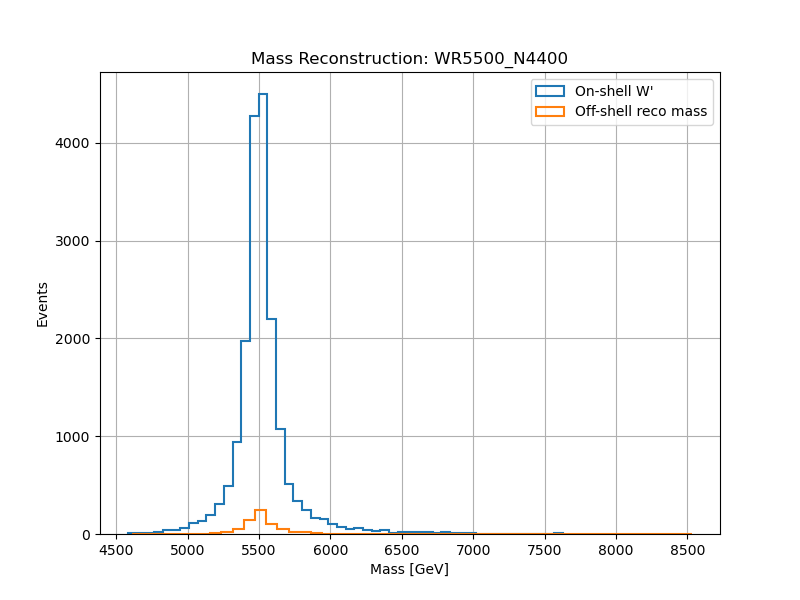 Mass Reconstruction: WR5500_N4400
On-shell W'
Off-shell reco mass
4000
3000
2000
1000
0
Events
4500 5000 5500 6000 6500 7000 7500 8000 8500
Mass [GeV]